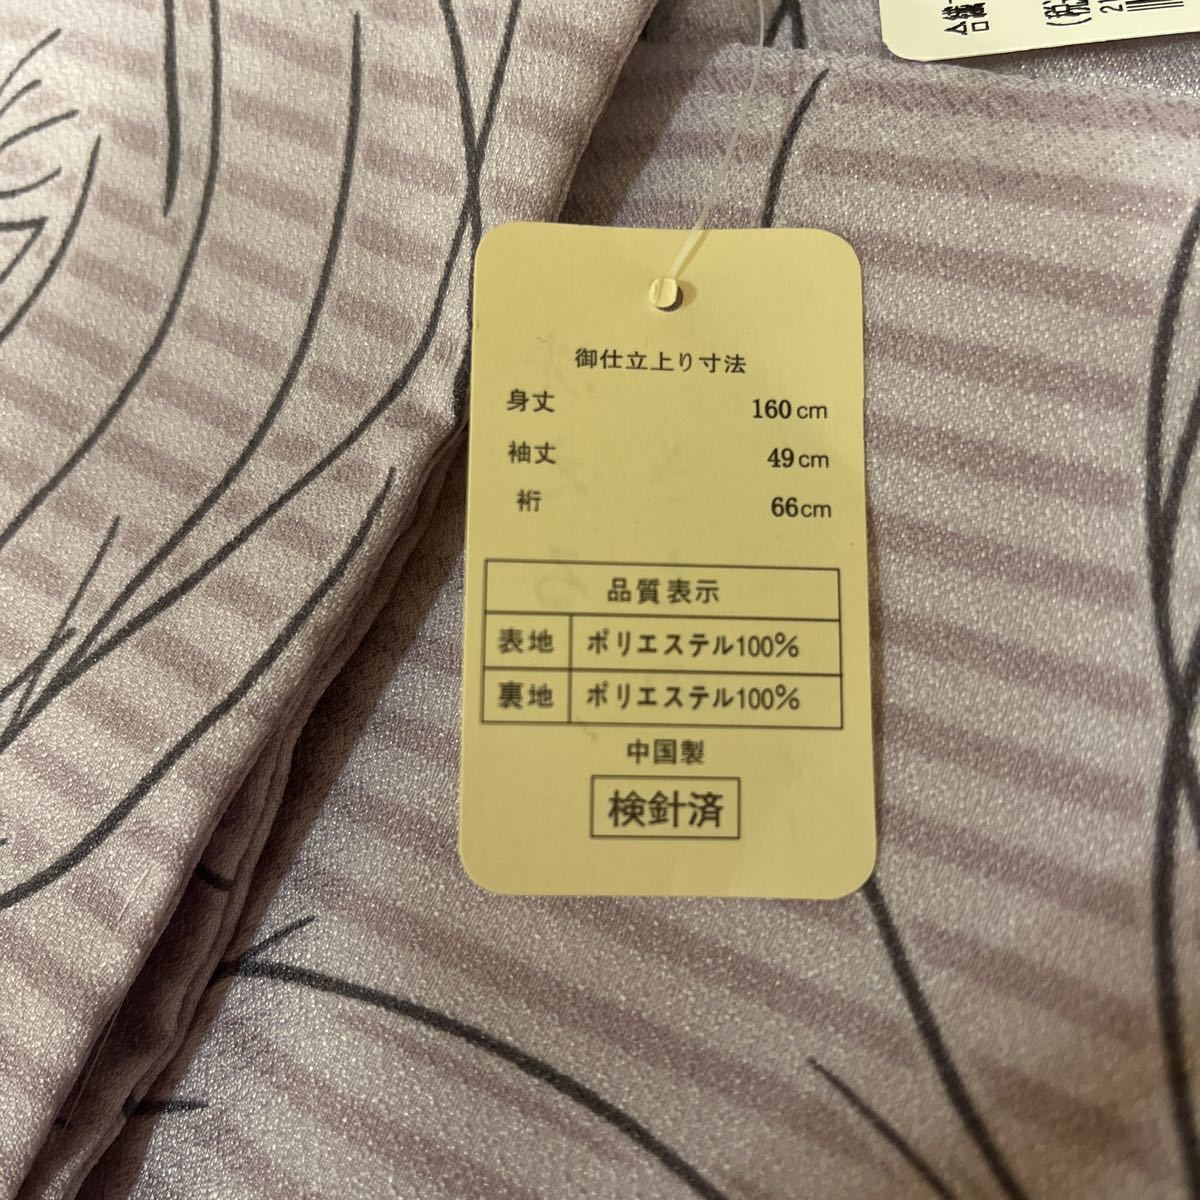 御仕立上り寸法
身丈 160cm
袖丈 49cm
裄 66cm
品質表示
表地 ポリエステル100%
裏地 ポリエステル100%
中国製
検針済